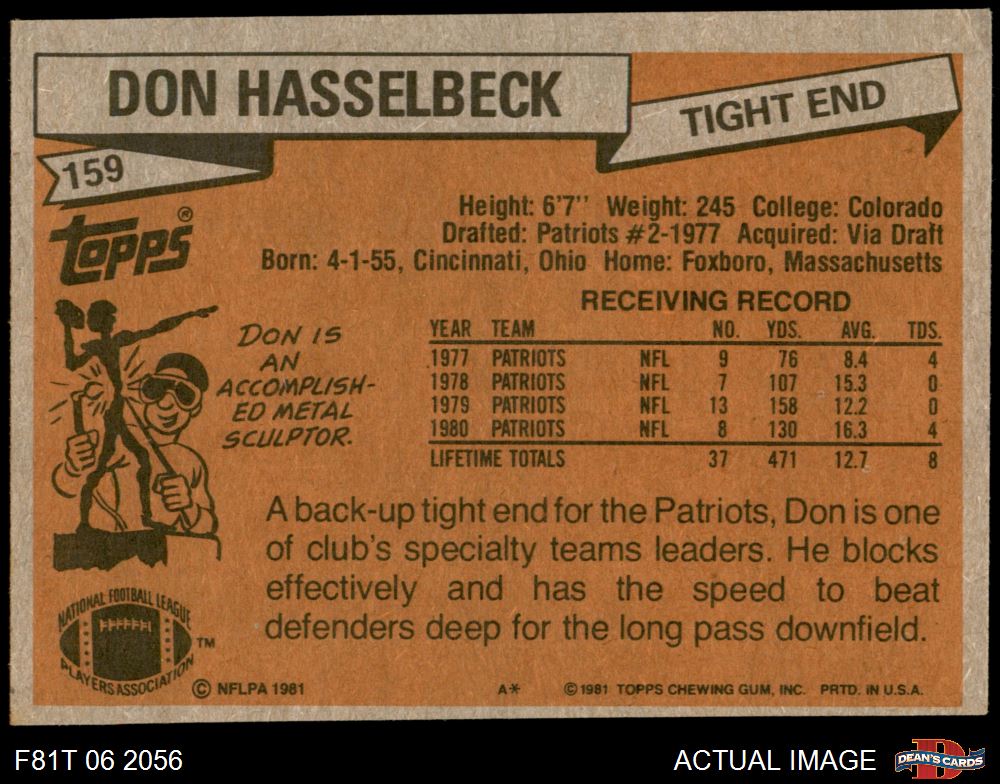 DON HASSELBECK
TIGHT END
159
topps®
Height: 6'7'' Weight: 245 College: Colorado
Drafted: Patriots #2-1977 Acquired: Via Draft
Born: 4-1-55, Cincinnati, Ohio Home: Foxboro, Massachusetts
RECEIVING RECORD
YEAR TEAM NO. YDS. AVG. TDS.
1977 PATRIOTS NFL 9 76 8.4 4
1978 PATRIOTS NFL 7 107 15.3 0
1979 PATRIOTS NFL 13 158 12.2 0
1980 PATRIOTS NFL 8 130 16.3 4
LIFETIME TOTALS 37 471 12.7 8
DON IS
AN
ACCOMPLISH-
ED METAL
SCULPTOR.
A back-up tight end for the Patriots, Don is one
of club's specialty teams leaders. He blocks
effectively and has the speed to beat
defenders deep for the long pass downfield.
NATIONAL FOOTBALL LEAGUE
PLAYERS ASSOCIATION
™
© NFLPA 1981 A* © 1981 TOPPS CHEWING GUM, INC. PRTD. IN U.S.A.
F81T 06 2056
ACTUAL IMAGE
D
DEAN'S CARDS